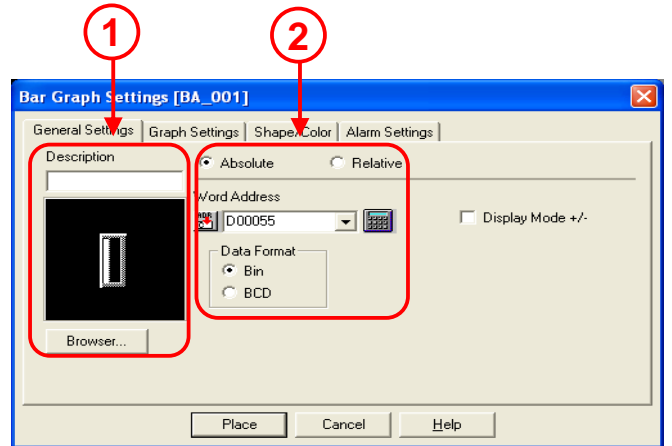 1 2
Bar Graph Settings [BA_001]
General Settings Graph Settings Shape/Color Alarm Settings
Description
Absolute Relative
Word Address
D00055
Display Mode +/-
Data Format
Bin
BCD
Browser...
Place Cancel Help